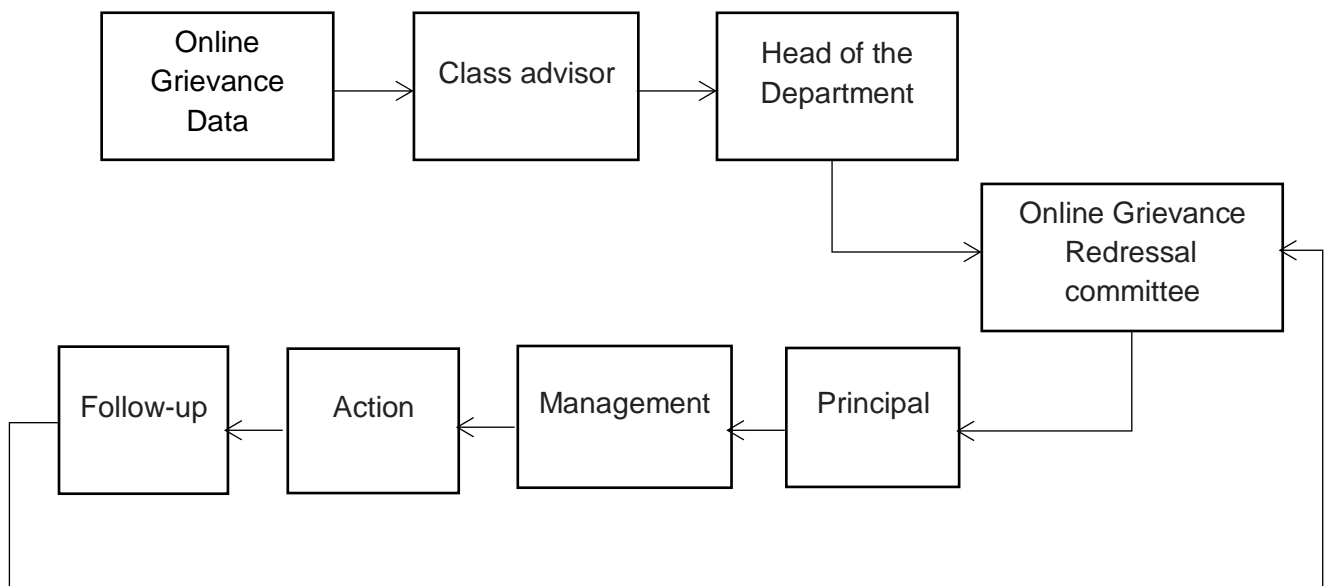 Online
Grievance
Data
Class advisor
Head of the
Department
Online Grievance
Redressal
committee
Follow-up
Action
Management
Principal